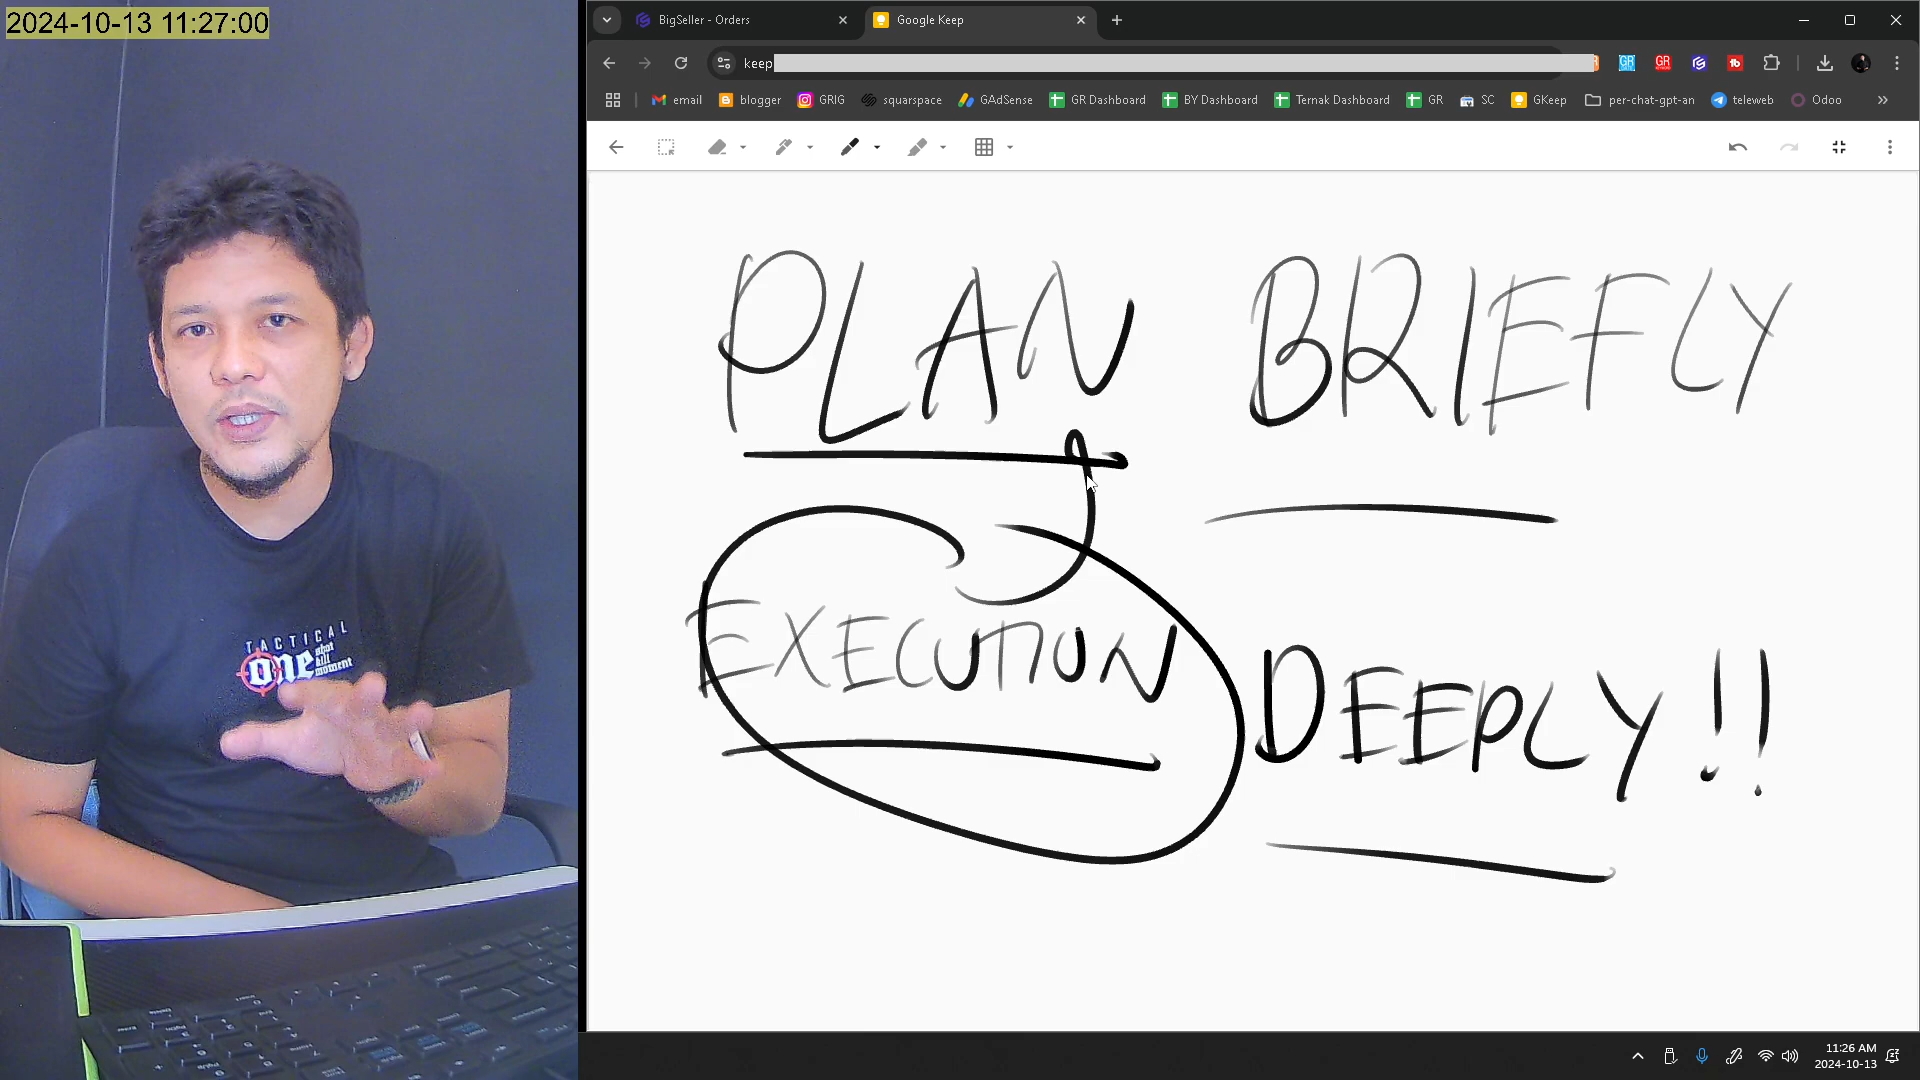 2024-10-13 11:27:00
BigSeller - Orders
Google Keep
keep
email
blogger
GRIG
squarspace
GAdSense
GR Dashboard
BY Dashboard
Ternak Dashboard
GR
SC
GKeep
per-chat-gpt-an
teleweb
Odoo
PLAN BRIEFLY
EXECUTION DEEPLY!!
TACTICAL
one shot
kill
moment
11:26 AM
2024-10-13